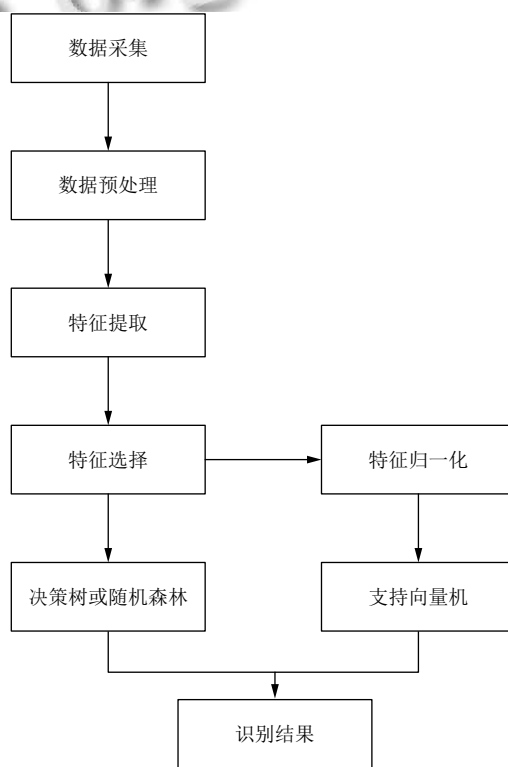 数据采集
数据预处理
特征提取
特征选择
特征归一化
决策树或随机森林
支持向量机
识别结果